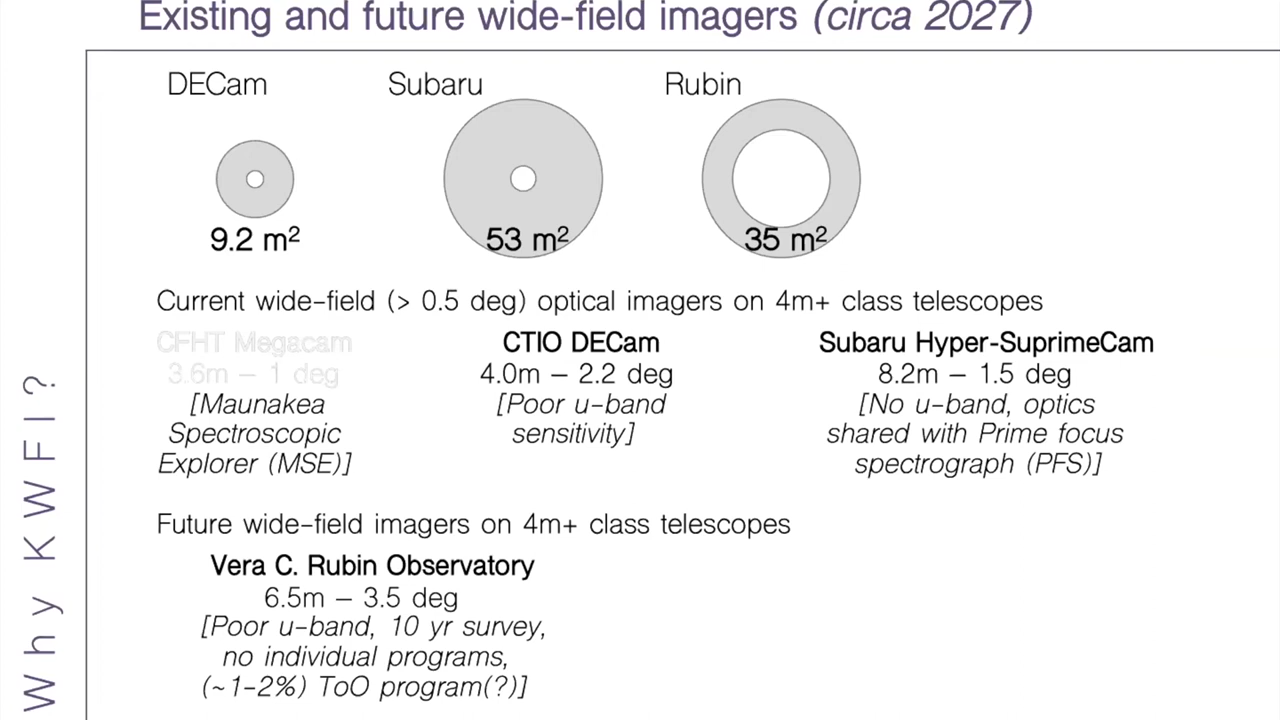 Existing and future wide-field imagers (circa 2027)
DECam
Subaru
Rubin
9.2 m²
53 m²
35 m²
Current wide-field (> 0.5 deg) optical imagers on 4m+ class telescopes
CFHT Megacam
3.6m – 1 deg
[Maunakea
Spectroscopic
Explorer (MSE)]
CTIO DECam
4.0m – 2.2 deg
[Poor u-band
sensitivity]
Subaru Hyper-SuprimeCam
8.2m – 1.5 deg
[No u-band, optics
shared with Prime focus
spectrograph (PFS)]
Future wide-field imagers on 4m+ class telescopes
Vera C. Rubin Observatory
6.5m – 3.5 deg
[Poor u-band, 10 yr survey,
no individual programs,
(~1-2%) ToO program(?)]
Why KWFI?